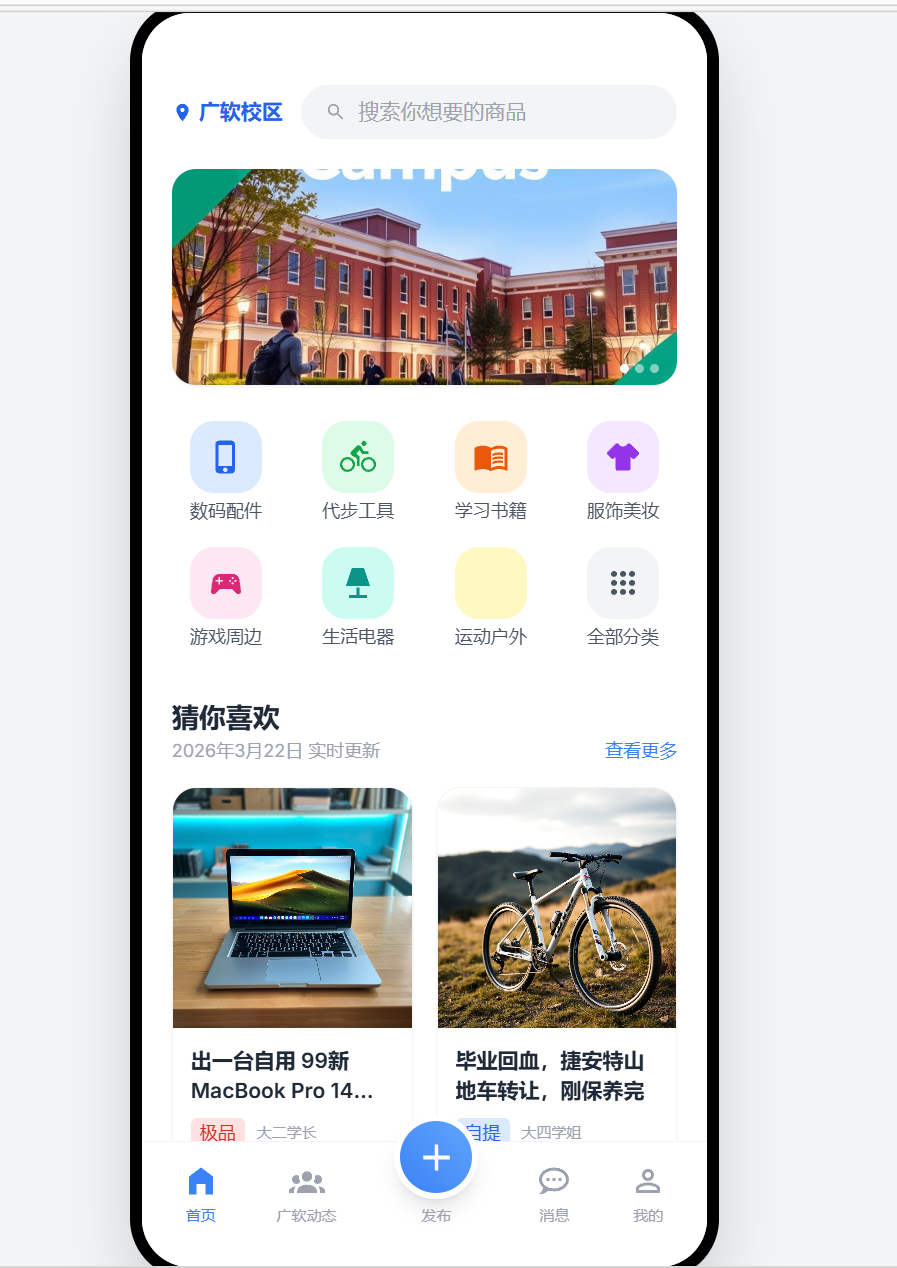 广软校区
搜索你想要的商品
Campus
数码配件
代步工具
学习书籍
服饰美妆
游戏周边
生活电器
运动户外
全部分类
猜你喜欢
2026年3月22日 实时更新
查看更多
出一台自用 99新
MacBook Pro 14...
极品 大二学长
毕业回血，捷安特山
地车转让，刚保养完
自提 大四学姐
首页
广软动态
发布
消息
我的